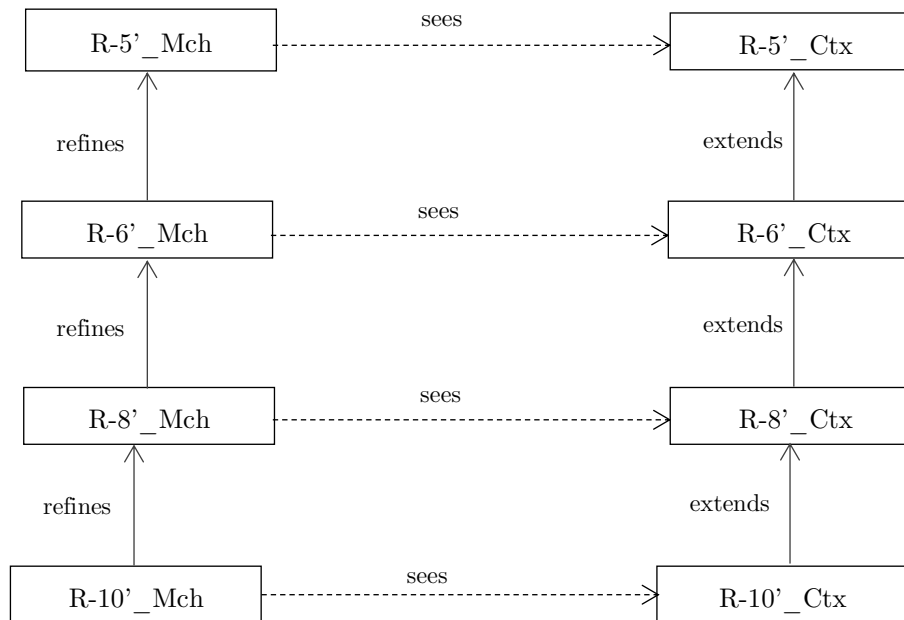 sees
R-5’_Mch
R-5’_Ctx
refines
extends
sees
R-6’_Mch
R-6’_Ctx
refines
extends
sees
R-8’_Mch
R-8’_Ctx
refines
extends
sees
R-10’_Mch
R-10’_Ctx